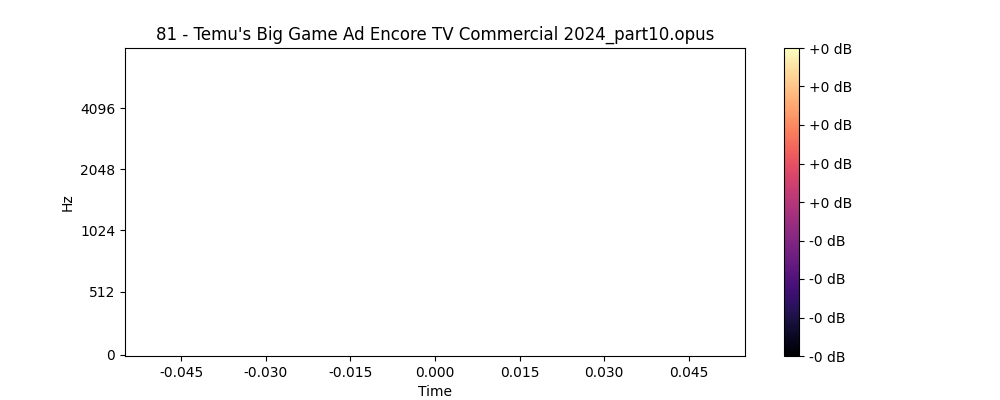 81 - Temu's Big Game Ad Encore TV Commercial 2024_part10.opus
+0 dB
+0 dB
4096
+0 dB
+0 dB
2048
Hz
+0 dB
1024
-0 dB
-0 dB
512
-0 dB
0
-0 dB
-0.045 -0.030 -0.015 0.000 0.015 0.030 0.045
Time